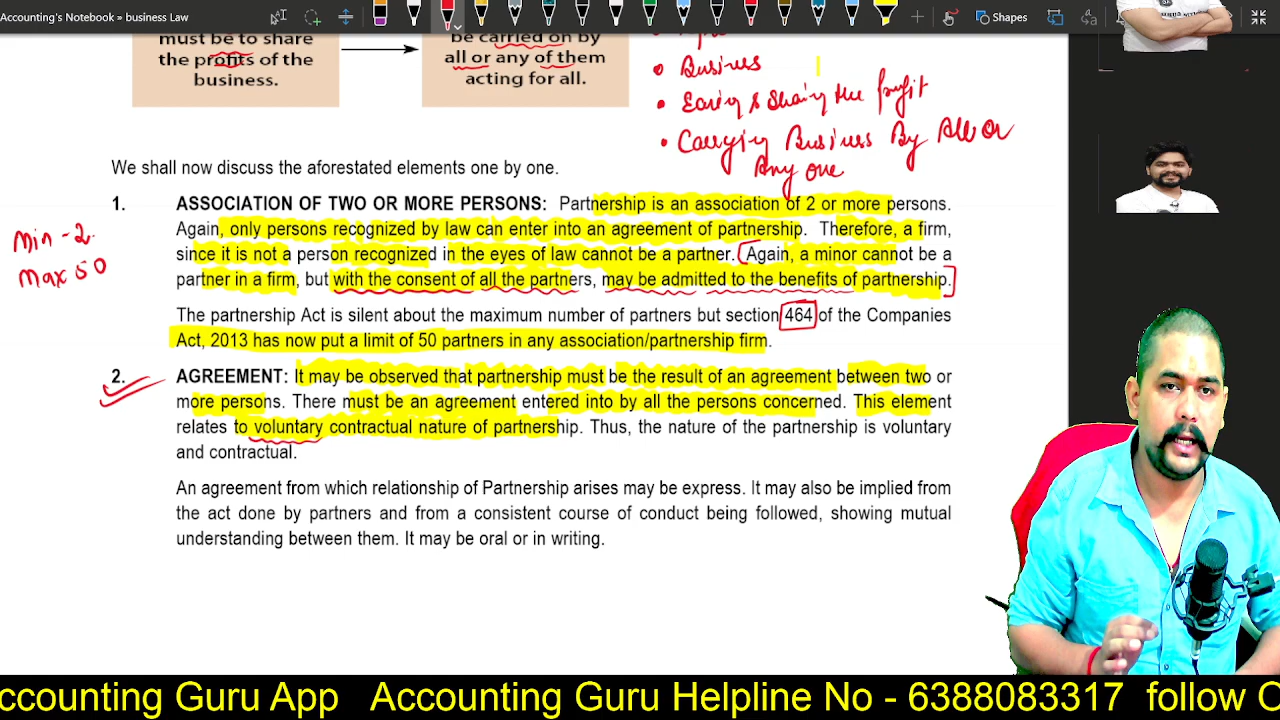 Accounting's Notebook » business Law
Shapes
must be to share
the profits of the
business.
be carried on by
all or any of them
acting for all.
• Business
• Earing & Sharing the Profit
• Carrying Business By All or
Any one
We shall now discuss the aforestated elements one by one.
1. ASSOCIATION OF TWO OR MORE PERSONS: Partnership is an association of 2 or more persons.
Again, only persons recognized by law can enter into an agreement of partnership. Therefore, a firm,
since it is not a person recognized in the eyes of law cannot be a partner. [Again, a minor cannot be a
partner in a firm, but with the consent of all the partners, may be admitted to the benefits of partnership.]
Min - 2.
Max 50
The partnership Act is silent about the maximum number of partners but section 464 of the Companies
Act, 2013 has now put a limit of 50 partners in any association/partnership firm.
2. AGREEMENT: It may be observed that partnership must be the result of an agreement between two or
more persons. There must be an agreement entered into by all the persons concerned. This element
relates to voluntary contractual nature of partnership. Thus, the nature of the partnership is voluntary
and contractual.
An agreement from which relationship of Partnership arises may be express. It may also be implied from
the act done by partners and from a consistent course of conduct being followed, showing mutual
understanding between them. It may be oral or in writing.
ccounting Guru App Accounting Guru Helpline No - 6388083317 follow